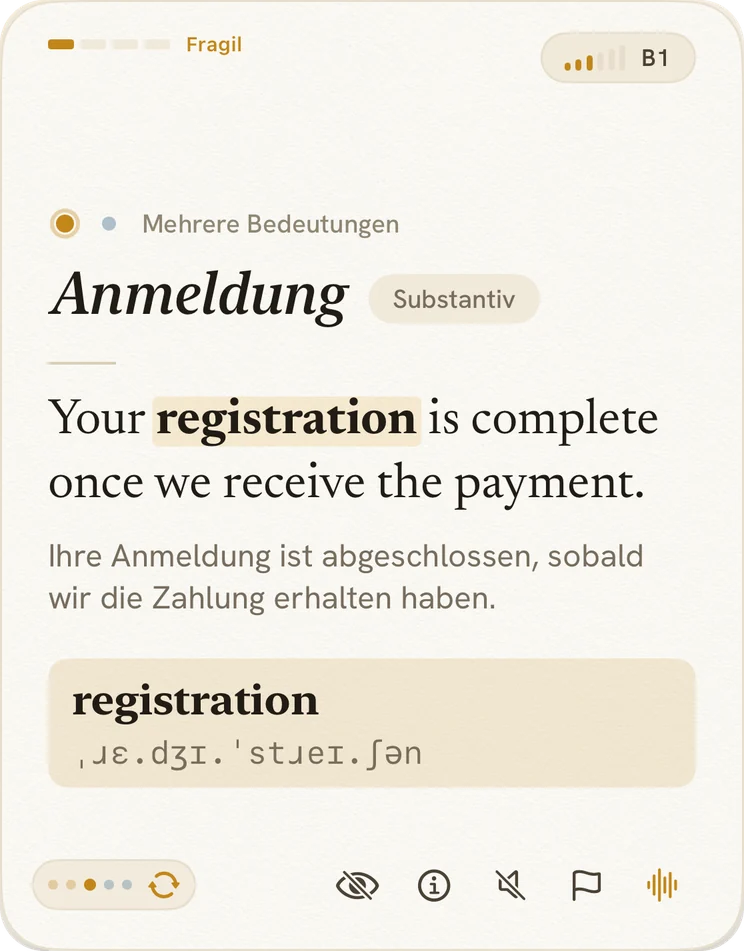 Fragil
B1
Mehrere Bedeutungen
Anmeldung Substantiv
Your registration is complete
once we receive the payment.
Ihre Anmeldung ist abgeschlossen, sobald
wir die Zahlung erhalten haben.
registration
ˌɹɛ.dʒɪ.ˈstɹeɪ.ʃən